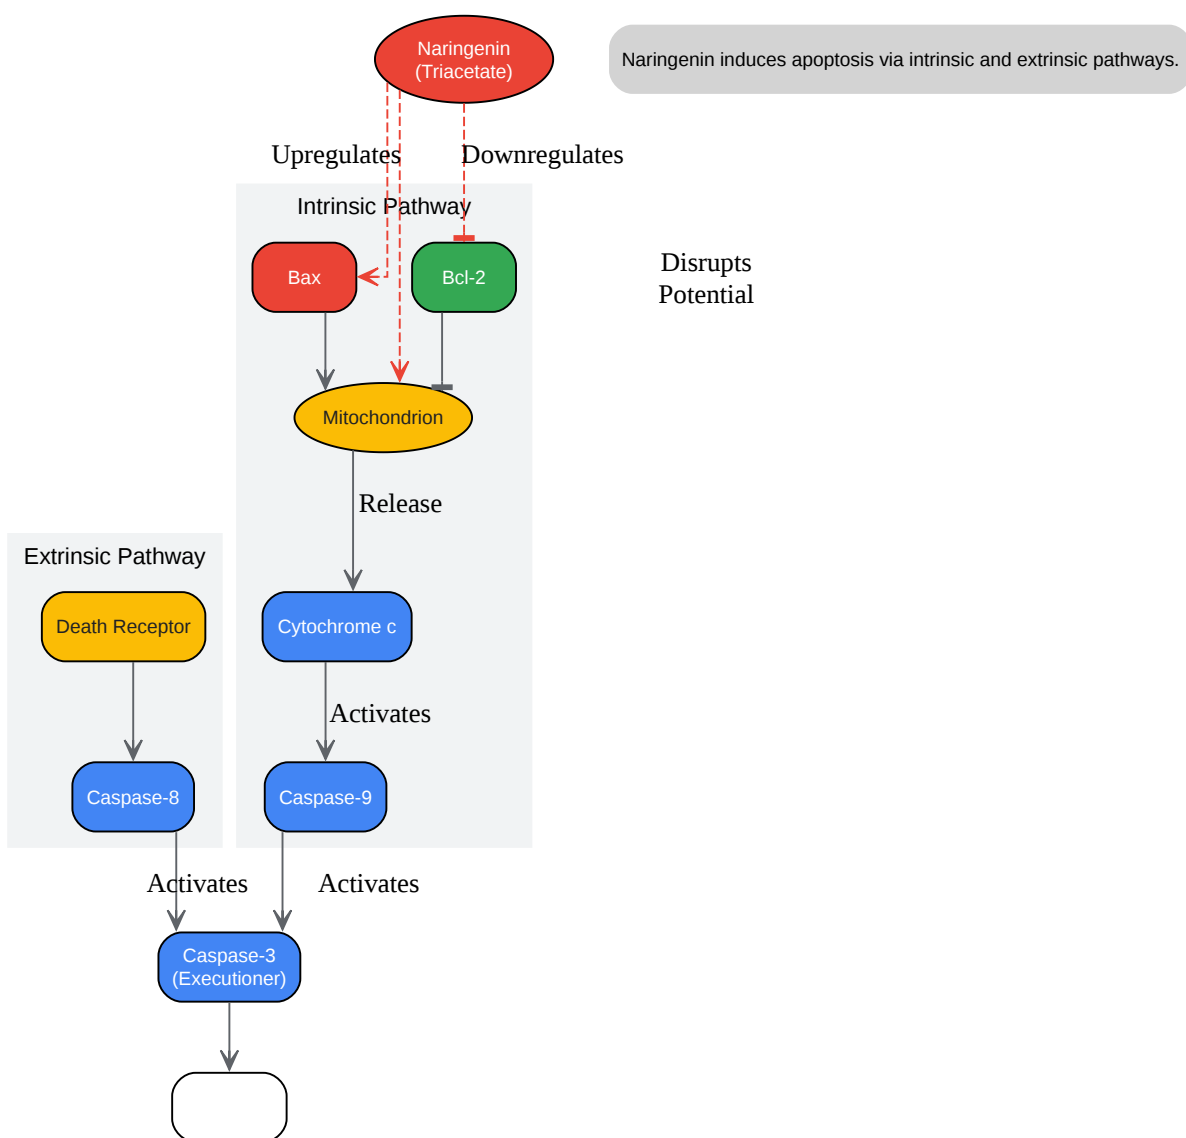 Naringenin
(Triacetate)
Naringenin induces apoptosis via intrinsic and extrinsic pathways.
Upregulates
Downregulates
Intrinsic Pathway
Bax
Bcl-2
Disrupts
Potential
Mitochondrion
Release
Extrinsic Pathway
Death Receptor
Cytochrome c
Activates
Caspase-8
Caspase-9
Activates
Activates
Caspase-3
(Executioner)